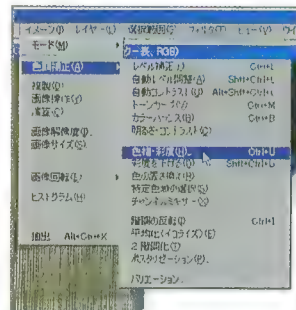 イメージ(I) レイヤー(L) 選択範囲(S) フィルタ(T) ビュー(V)
モード(M)
色調補正(A)
複製(D)
画像操作(Y)
演算(C)
画像解像度(I)
画像サイズ(S)
画像回転(E)
ヒストグラム(H)
抽出 Alt+Ctrl+X
ー裏, RGB)
レベル補正(L) Ctrl+L
自動レベル調整(A) Shft+Ctrl+L
自動コントラスト(U) Alt+Shft+Ctrl+L
トーンカーブ(V) Ctrl+M
カラーバランス(B) Ctrl+B
明るさ・コントラスト(C)
色相・彩度(H)... Ctrl+U
彩度を下げる(D) Shft+Ctrl+U
色の置き換え(R)
特定色域の選択(S)
チャンネルミキサー(X)
階調の反転(I) Ctrl+I
平均化(イコライズ)(E)
2 階調化(T)
ポスタリゼーション(P)...
バリエーション...